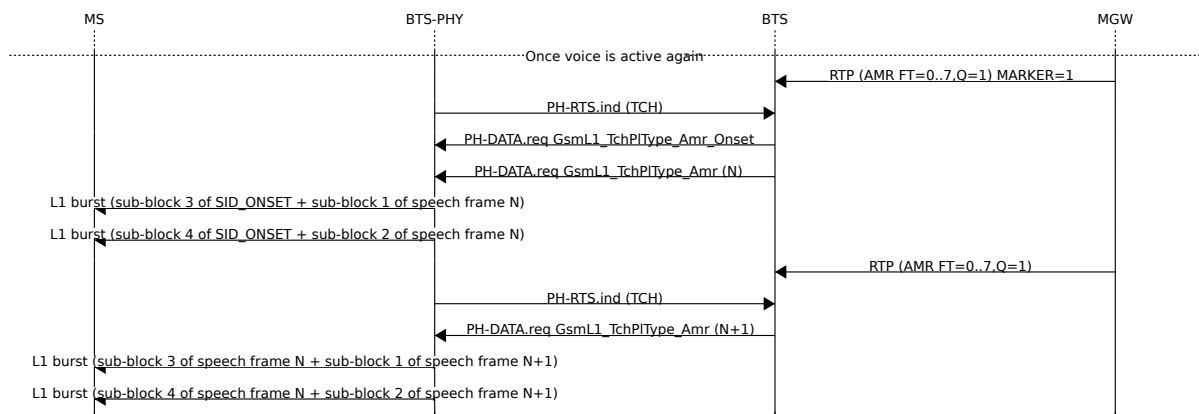 MS BTS-PHY BTS MGW
Once voice is active again
RTP (AMR FT=0..7,Q=1) MARKER=1
PH-RTS.ind (TCH)
PH-DATA.req GsmL1_TchPlType_Amr_Onset
PH-DATA.req GsmL1_TchPlType_Amr (N)
L1 burst (sub-block 3 of SID_ONSET + sub-block 1 of speech frame N)
L1 burst (sub-block 4 of SID_ONSET + sub-block 2 of speech frame N)
RTP (AMR FT=0..7,Q=1)
PH-RTS.ind (TCH)
PH-DATA.req GsmL1_TchPlType_Amr (N+1)
L1 burst (sub-block 3 of speech frame N + sub-block 1 of speech frame N+1)
L1 burst (sub-block 4 of speech frame N + sub-block 2 of speech frame N+1)